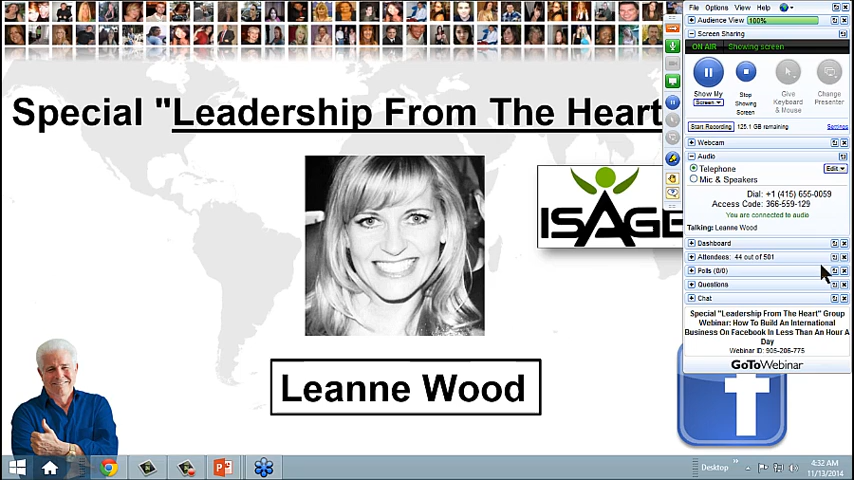 File Options View Help
Audience View 100%
Screen Sharing
ON AIR Showing screen
Special "Leadership From The Heart
Show My
Screen
Stop
Showing
Screen
Give
Keyboard
& Mouse
Change
Presenter
Start Recording 125.1 GB remaining Settings
Webcam
Audio
Telephone
Edit
Mic & Speakers
Dial: +1 (415) 655-0059
Access Code: 366-559-129
You are connected to audio
Talking: Leanne Wood
ISAGE
Dashboard
Attendees: 44 out of 501
Polls (0/0)
Questions
Chat
Special "Leadership From The Heart" Group
Webinar: How To Build An International
Business On Facebook In Less Than An Hour A
Day
Webinar ID: 905-206-775
GoToWebinar
Leanne Wood
f
Desktop
4:32 AM
11/13/2014